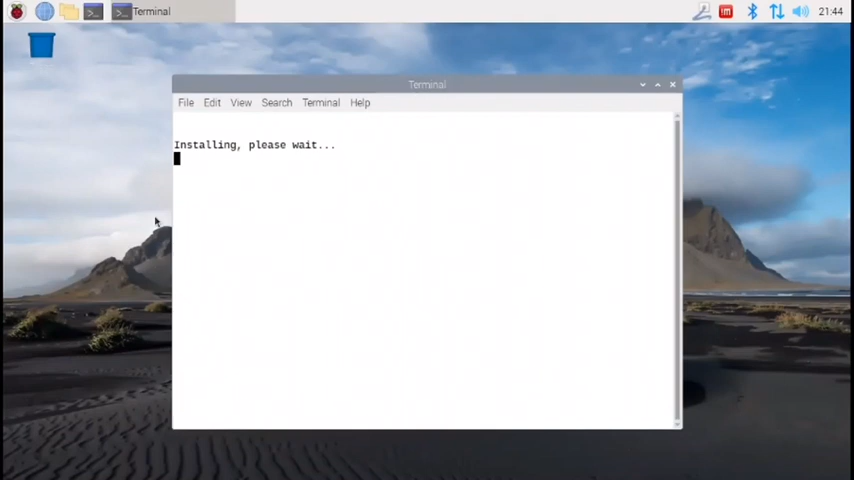 Terminal
21:44
Terminal
File Edit View Search Terminal Help
Installing, please wait...